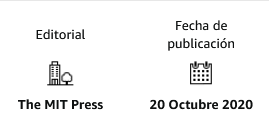 Editorial
Fecha de
publicación
The MIT Press
20 Octubre 2020